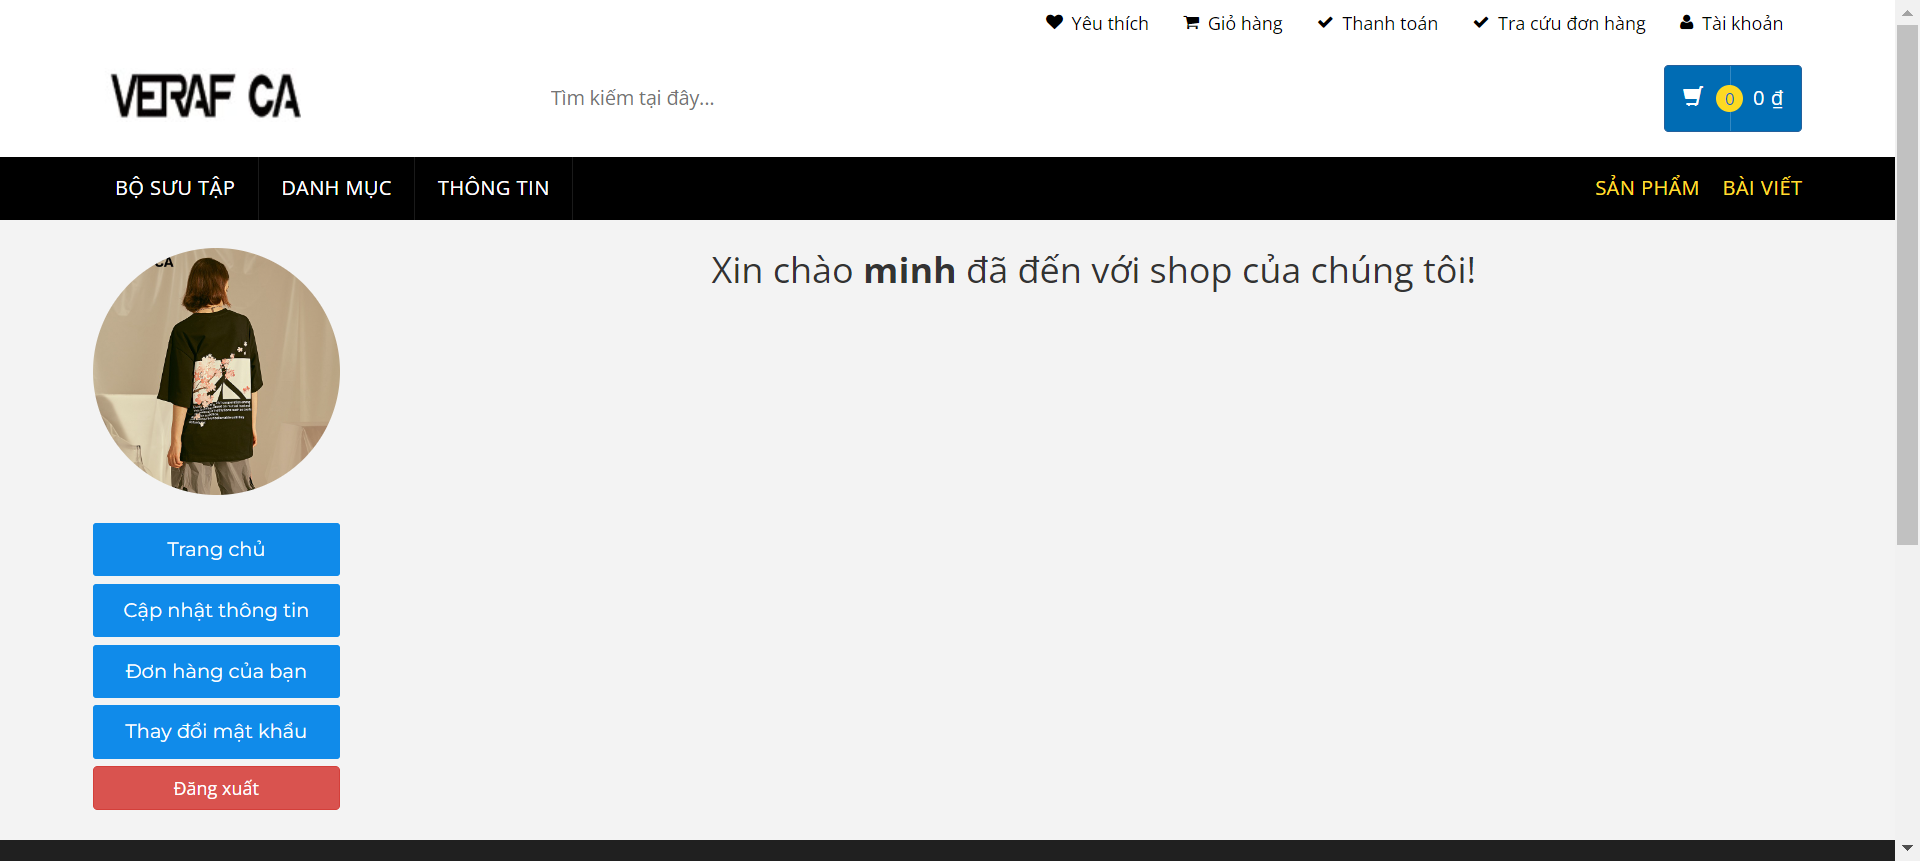 Yêu thích Giỏ hàng Thanh toán Tra cứu đơn hàng Tài khoản
VERAF CA
Tìm kiếm tại đây...
0 0 ₫
BỘ SƯU TẬP DANH MỤC THÔNG TIN SẢN PHẨM BÀI VIẾT
CA
Xin chào minh đã đến với shop của chúng tôi!
Trang chủ
Cập nhật thông tin
Đơn hàng của bạn
Thay đổi mật khẩu
Đăng xuất